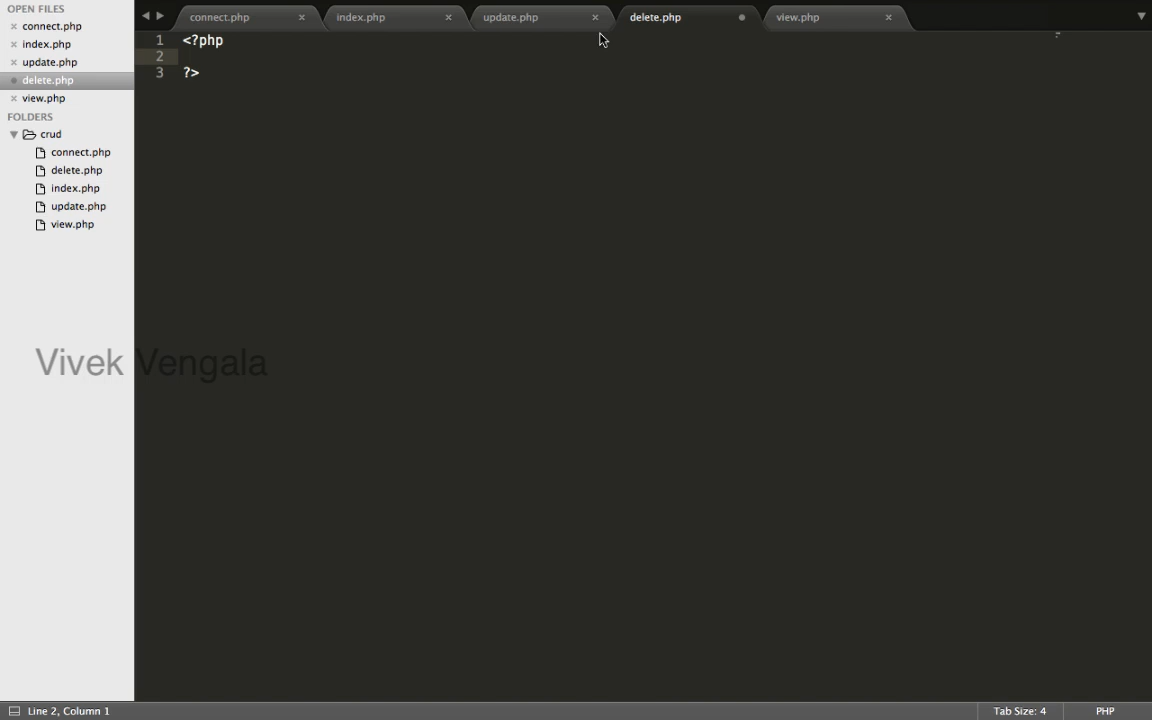 OPEN FILES
connect.php
index.php
update.php
delete.php
view.php
FOLDERS
crud
connect.php
delete.php
index.php
update.php
view.php
connect.php index.php update.php delete.php view.php
1 <?php
2
3 ?>
Vivek Vengala
Line 2, Column 1 Tab Size: 4 PHP